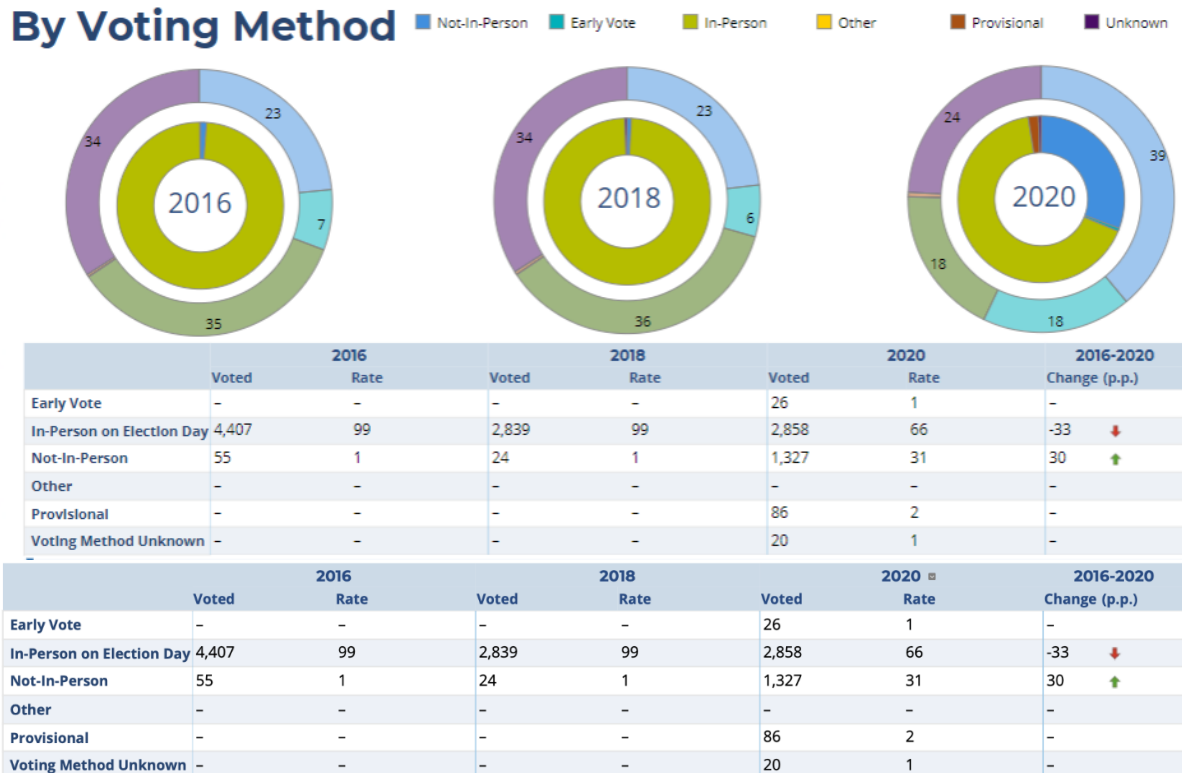 By Voting Method Not-In-Person Early Vote In-Person Other Provisional Unknown
34 23 7 35 2016
34 23 6 36 2018
24 39 18 18 2020
2016 2018 2020 2016-2020
Voted Rate Voted Rate Voted Rate Change (p.p.)
Early Vote – – – – 26 1 –
In-Person on Election Day 4,407 99 2,839 99 2,858 66 -33
Not-In-Person 55 1 24 1 1,327 31 30
Other – – – – – – –
Provisional – – – – 86 2 –
Voting Method Unknown – – – – 20 1 –
2016 2018 2020 2016-2020
Voted Rate Voted Rate Voted Rate Change (p.p.)
Early Vote – – – – 26 1 –
In-Person on Election Day 4,407 99 2,839 99 2,858 66 -33
Not-In-Person 55 1 24 1 1,327 31 30
Other – – – – – – –
Provisional – – – – 86 2 –
Voting Method Unknown – – – – 20 1 –